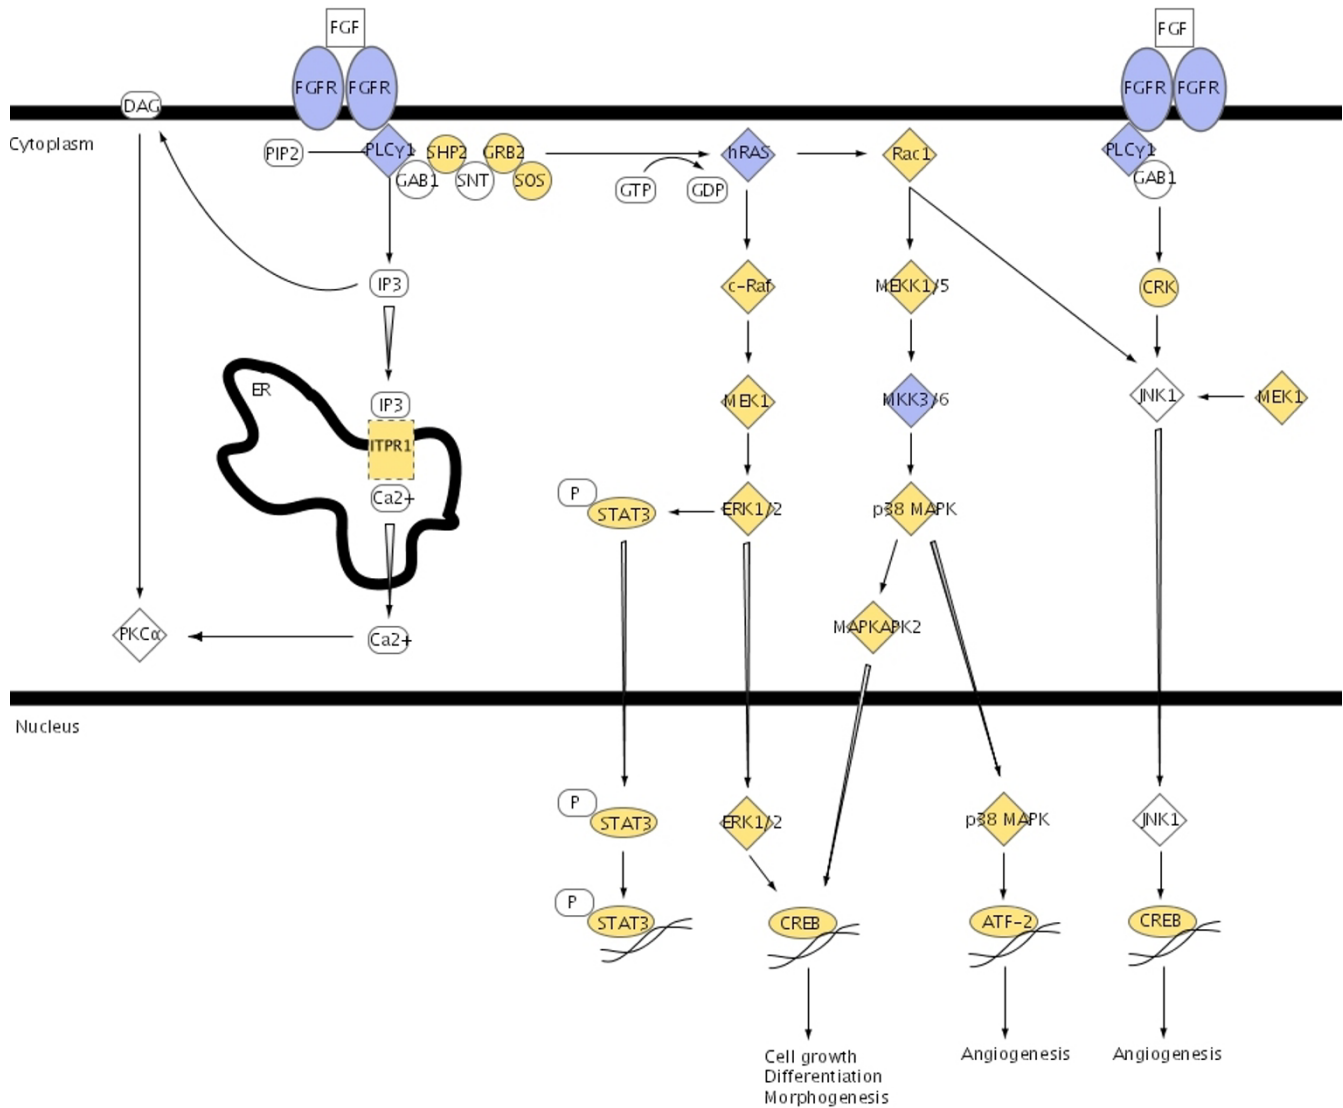 FGF
FGF
FGFR
FGFR
FGFR
FGFR
DAG
Cytoplasm
PIP2
PLCγ1
SHP2
GRB2
GAB1
SNT
SOS
hRAS
GTP
GDP
Rac1
PLCγ1
GAB1
IP3
c-Raf
MEKK1/5
CRK
ER
IP3
MEK1
MKK3/6
JNK1
MEK1
ITPR1
Ca2+
P
STAT3
ERK1/2
p38 MAPK
PKCα
Ca2+
MAPKAPK2
Nucleus
P
STAT3
ERK1/2
p38 MAPK
JNK1
P
STAT3
CREB
ATF-2
CREB
Cell growth
Differentiation
Morphogenesis
Angiogenesis
Angiogenesis